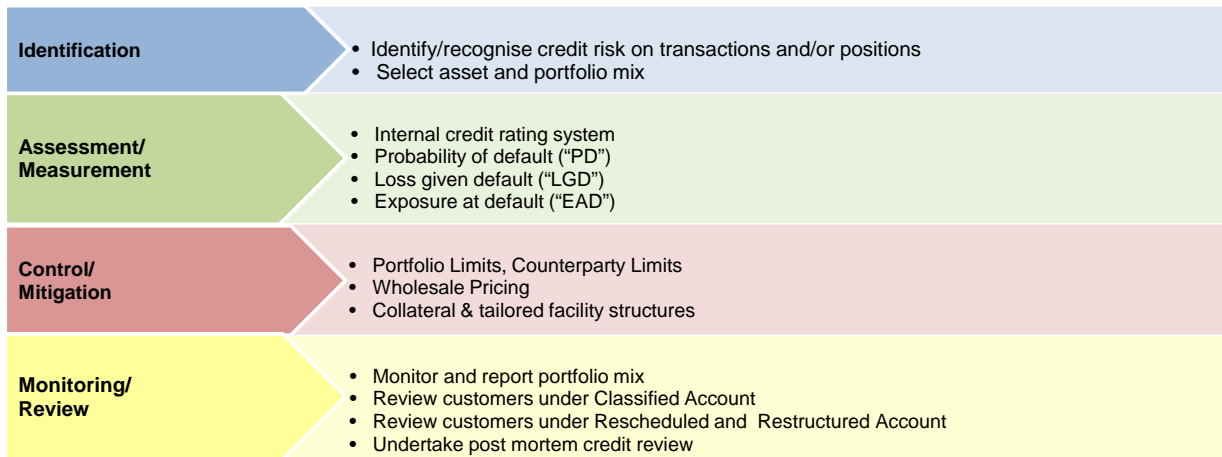 Identification
• Identify/recognise credit risk on transactions and/or positions
• Select asset and portfolio mix
Assessment/
Measurement
• Internal credit rating system
• Probability of default (“PD”)
• Loss given default (“LGD”)
• Exposure at default (“EAD”)
Control/
Mitigation
• Portfolio Limits, Counterparty Limits
• Wholesale Pricing
• Collateral & tailored facility structures
Monitoring/
Review
• Monitor and report portfolio mix
• Review customers under Classified Account
• Review customers under Rescheduled and Restructured Account
• Undertake post mortem credit review